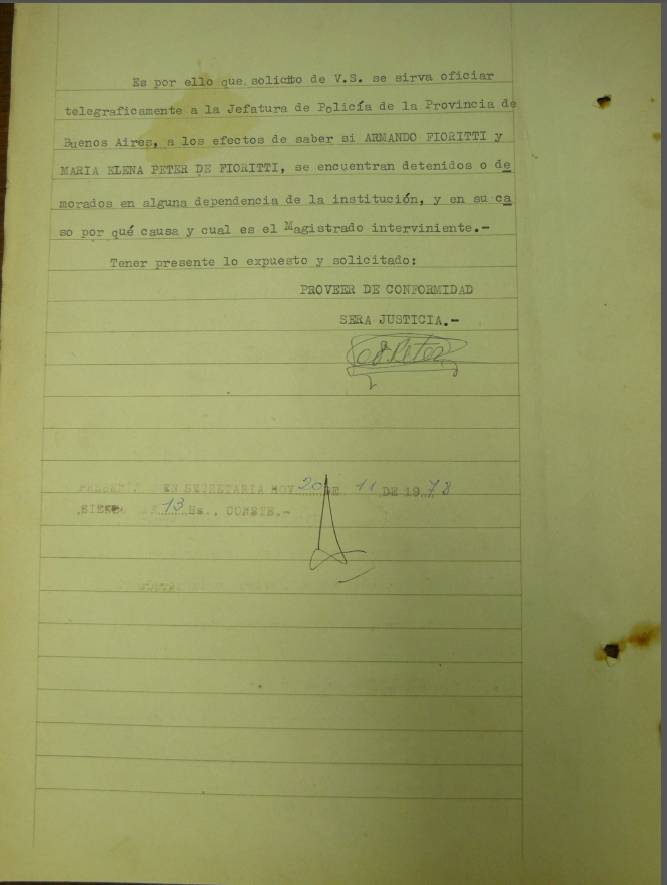 Es por ello que solicito de V.S. se sirva oficiar
telegraficamente a la Jefatura de Policía de la Provincia de
Buenos Aires, a los efectos de saber si ARMANDO FIORITTI y
MARIA ELENA PETER DE FIORITTI, se encuentran detenidos o de
morados en alguna dependencia de la institución, y en su ca
so por qué causa y cual es el Magistrado interviniente.-
Tener presente lo expuesto y solicitado:
PROVEER DE CONFORMIDAD
SERA JUSTICIA.-
Peter
EN SECRETARIA HOY 20 DE 11 DE 1978
13 Hs., CONSTE.-